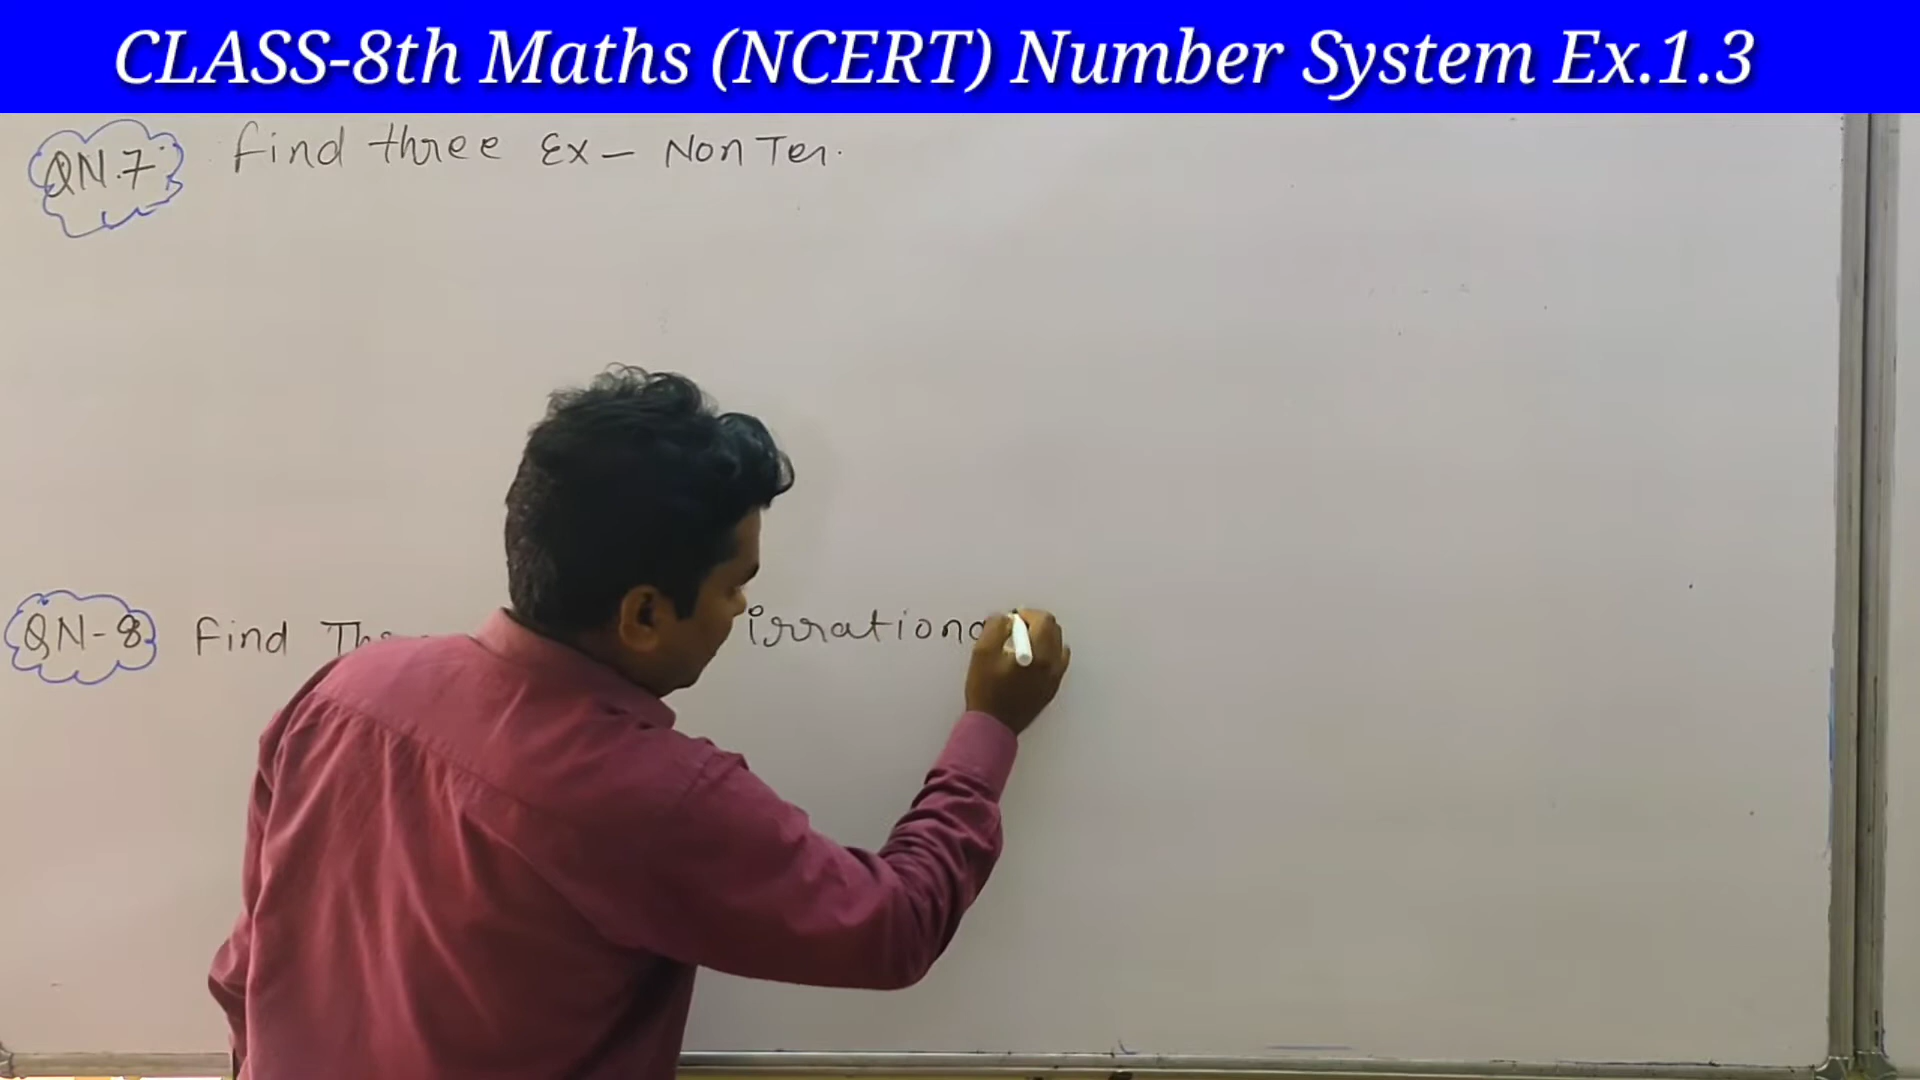 CLASS-8th Maths (NCERT) Number System Ex.1.3
QN.7 Find three Ex- Non Ter.
QN-8 Find irrational